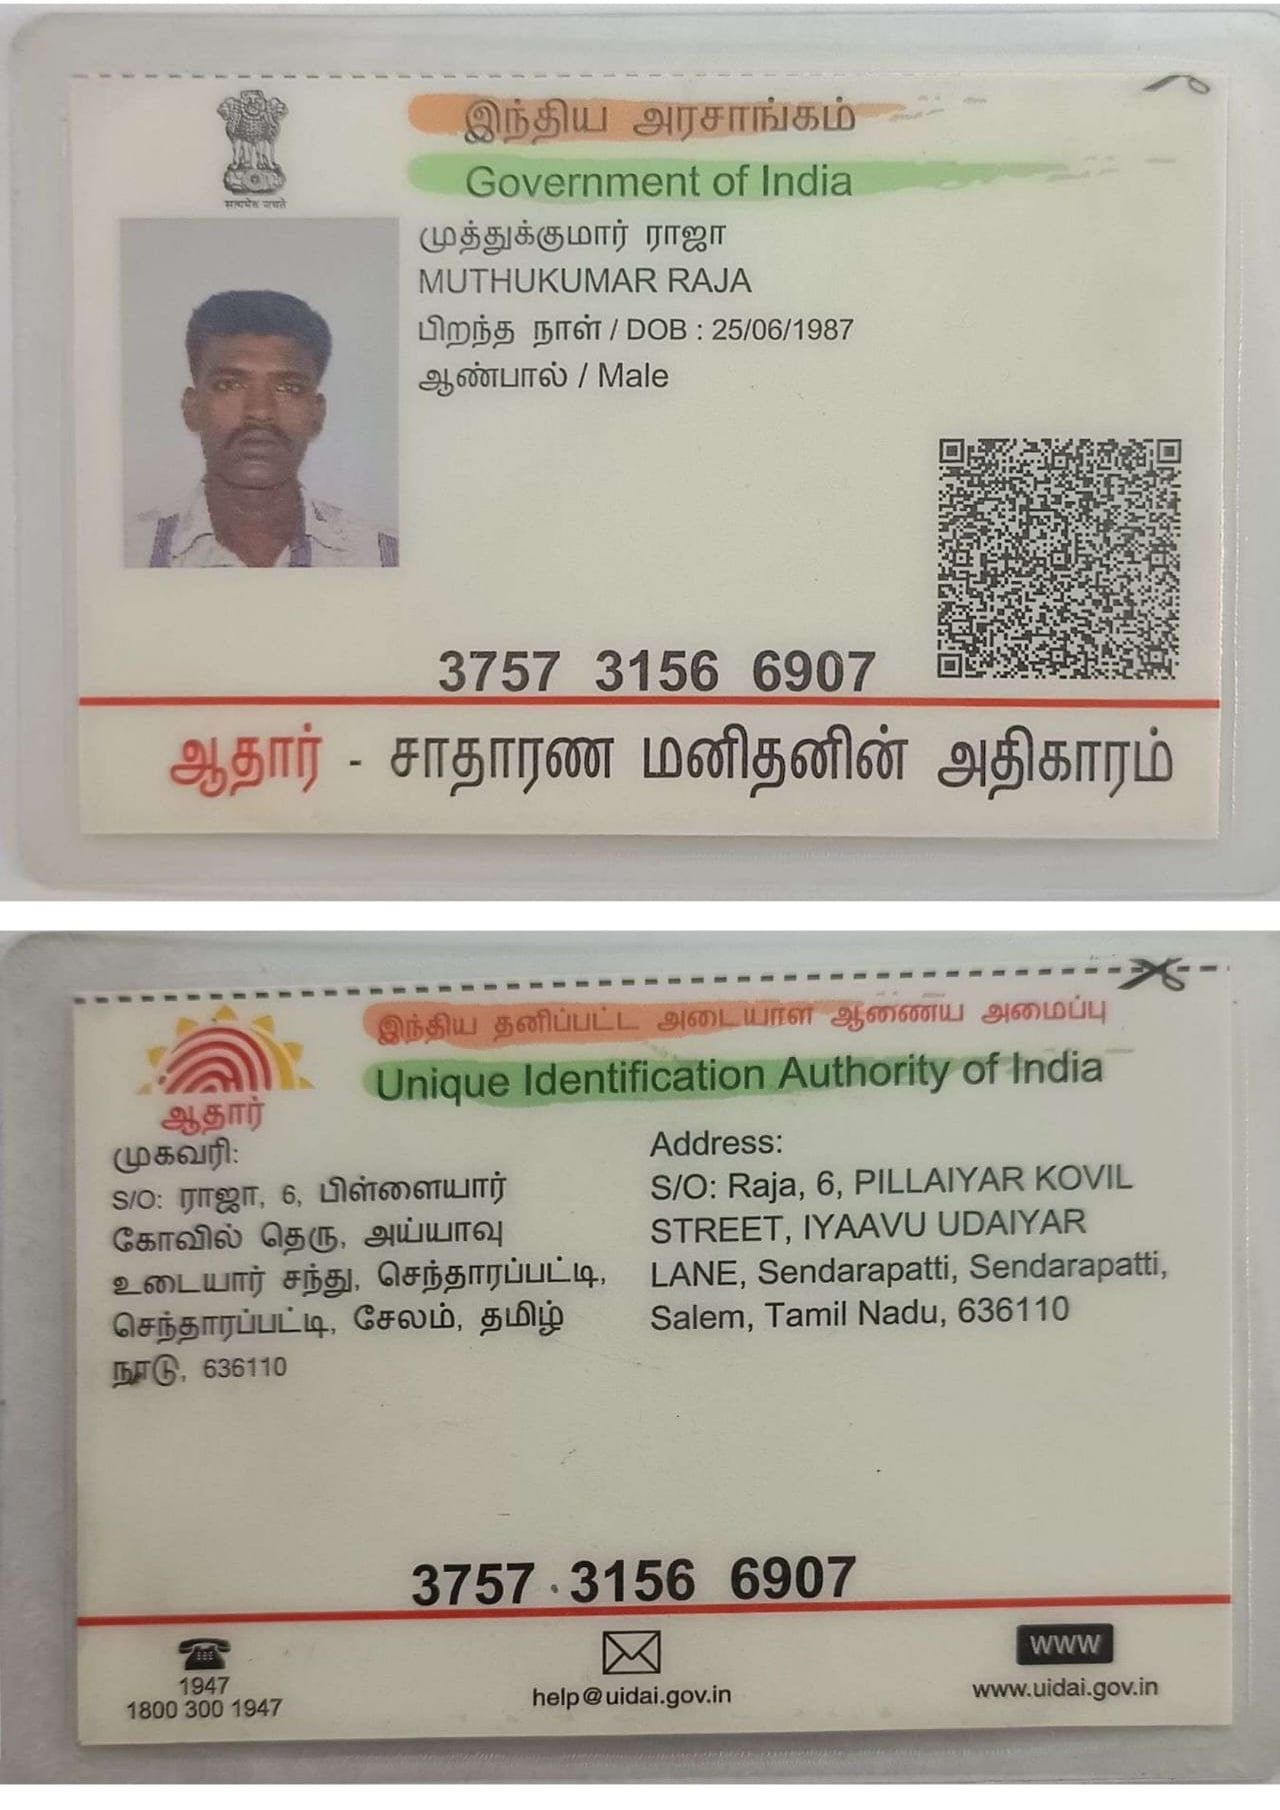 सत्यमेव जयते
இந்திய அரசாங்கம்
Government of India
முத்துக்குமார் ராஜா
MUTHUKUMAR RAJA
பிறந்த நாள் / DOB : 25/06/1987
ஆண்பால் / Male
3757 3156 6907
ஆதார் - சாதாரண மனிதனின் அதிகாரம்
இந்திய தனிப்பட்ட அடையாள ஆணைய அமைப்பு
Unique Identification Authority of India
ஆதார்
முகவரி:
S/O: ராஜா, 6, பிள்ளையார்
கோவில் தெரு, அய்யாவு
உடையார் சந்து, செந்தாரப்பட்டி,
செந்தாரப்பட்டி, சேலம், தமிழ்
நாடு, 636110
Address:
S/O: Raja, 6, PILLAIYAR KOVIL
STREET, IYAAVU UDAIYAR
LANE, Sendarapatti, Sendarapatti,
Salem, Tamil Nadu, 636110
3757 3156 6907
1947
1800 300 1947
help@uidai.gov.in
WWW
www.uidai.gov.in